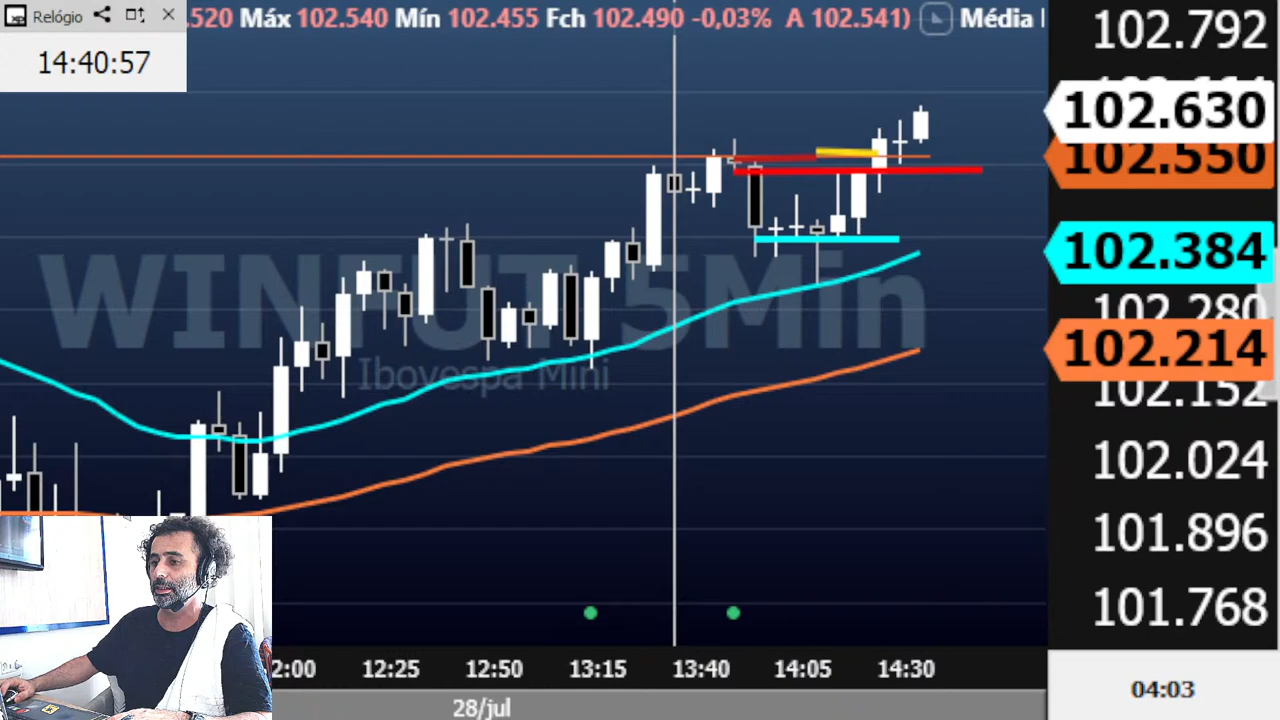 Relógio
14:40:57
.520 Máx 102.540 Mín 102.455 Fch 102.490 -0,03% A 102.541) Média
102.792
102.630
102.550
102.384
102.280
102.214
102.152
102.024
101.896
101.768
WINFUT 5Min
Ibovespa Mini
2:00 12:25 12:50 13:15 13:40 14:05 14:30
28/jul
04:03